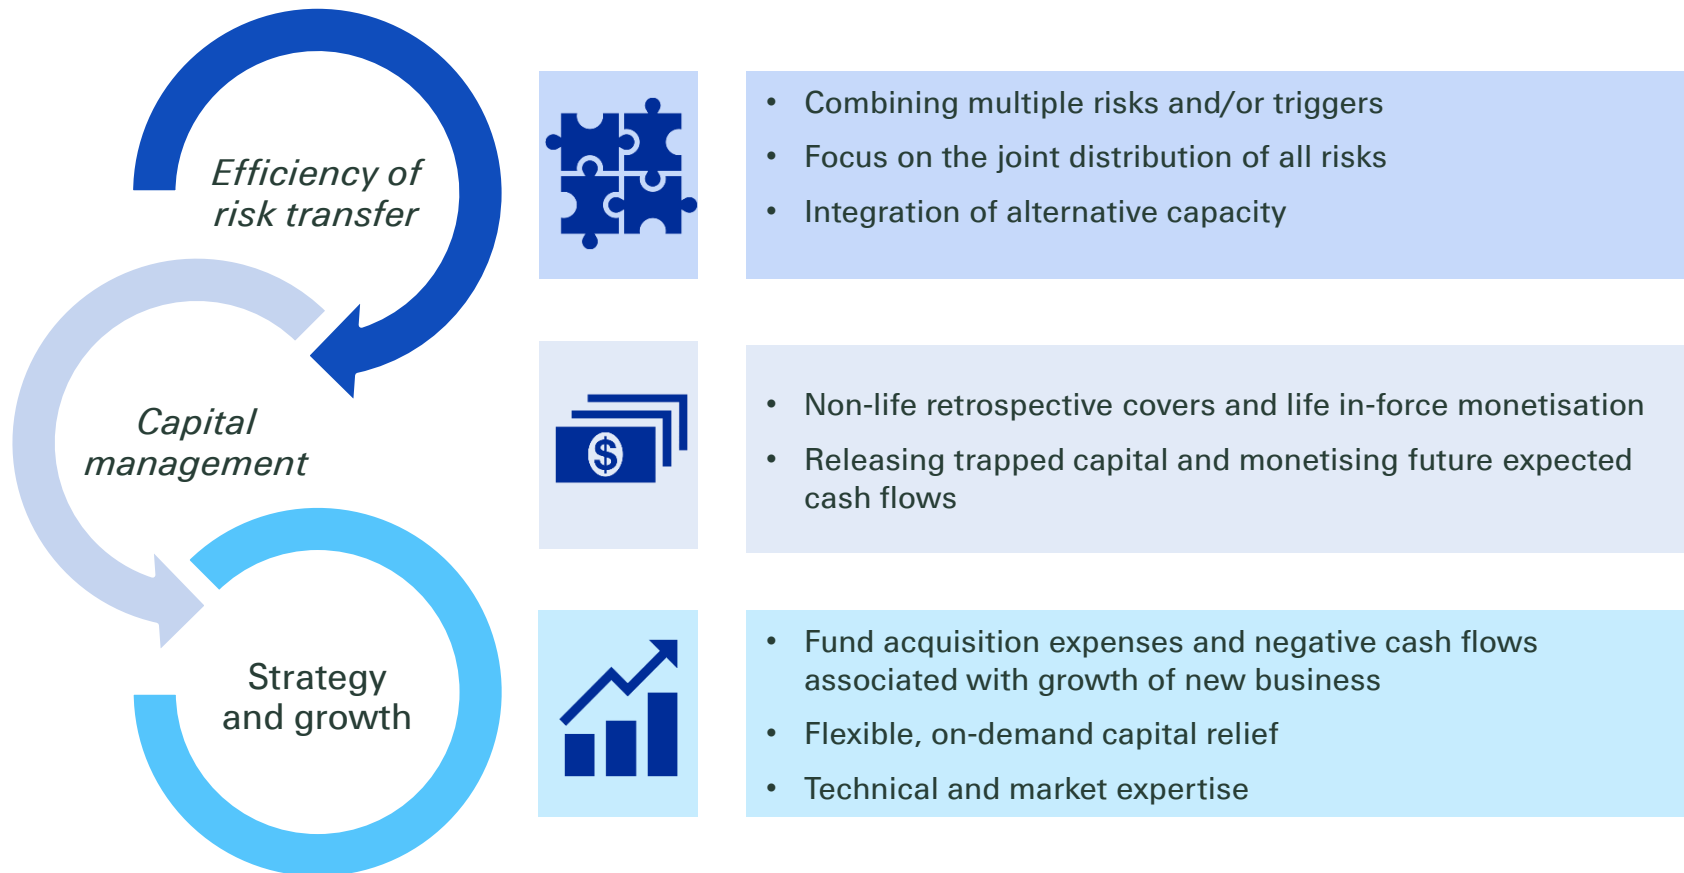 Efficiency of
risk transfer
• Combining multiple risks and/or triggers
• Focus on the joint distribution of all risks
• Integration of alternative capacity
Capital
management
$
• Non-life retrospective covers and life in-force monetisation
• Releasing trapped capital and monetising future expected
cash flows
Strategy
and growth
• Fund acquisition expenses and negative cash flows
associated with growth of new business
• Flexible, on-demand capital relief
• Technical and market expertise